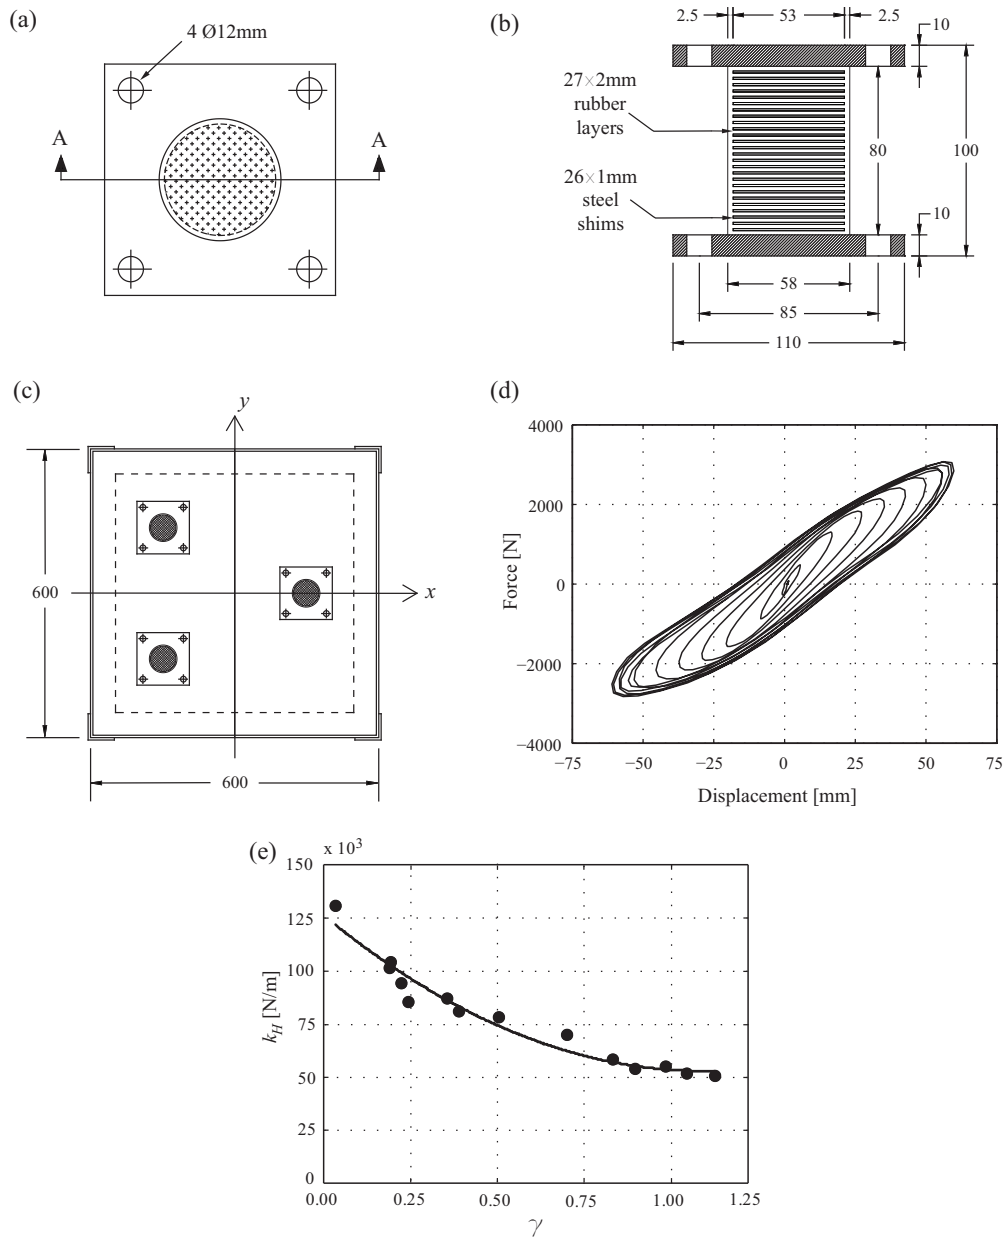 (a)
4 Ø12mm
A
A
(b)
2.5
53
2.5
10
27×2mm
rubber
layers
80
100
26×1mm
steel
shims
10
58
85
110
(c)
y
x
600
600
(d)
4000
2000
0
−2000
−4000
Force [N]
−75
−50
−25
0
25
50
75
Displacement [mm]
(e)
x 10³
150
125
100
75
50
25
0
k_H [N/m]
0.00
0.25
0.50
0.75
1.00
1.25
γ